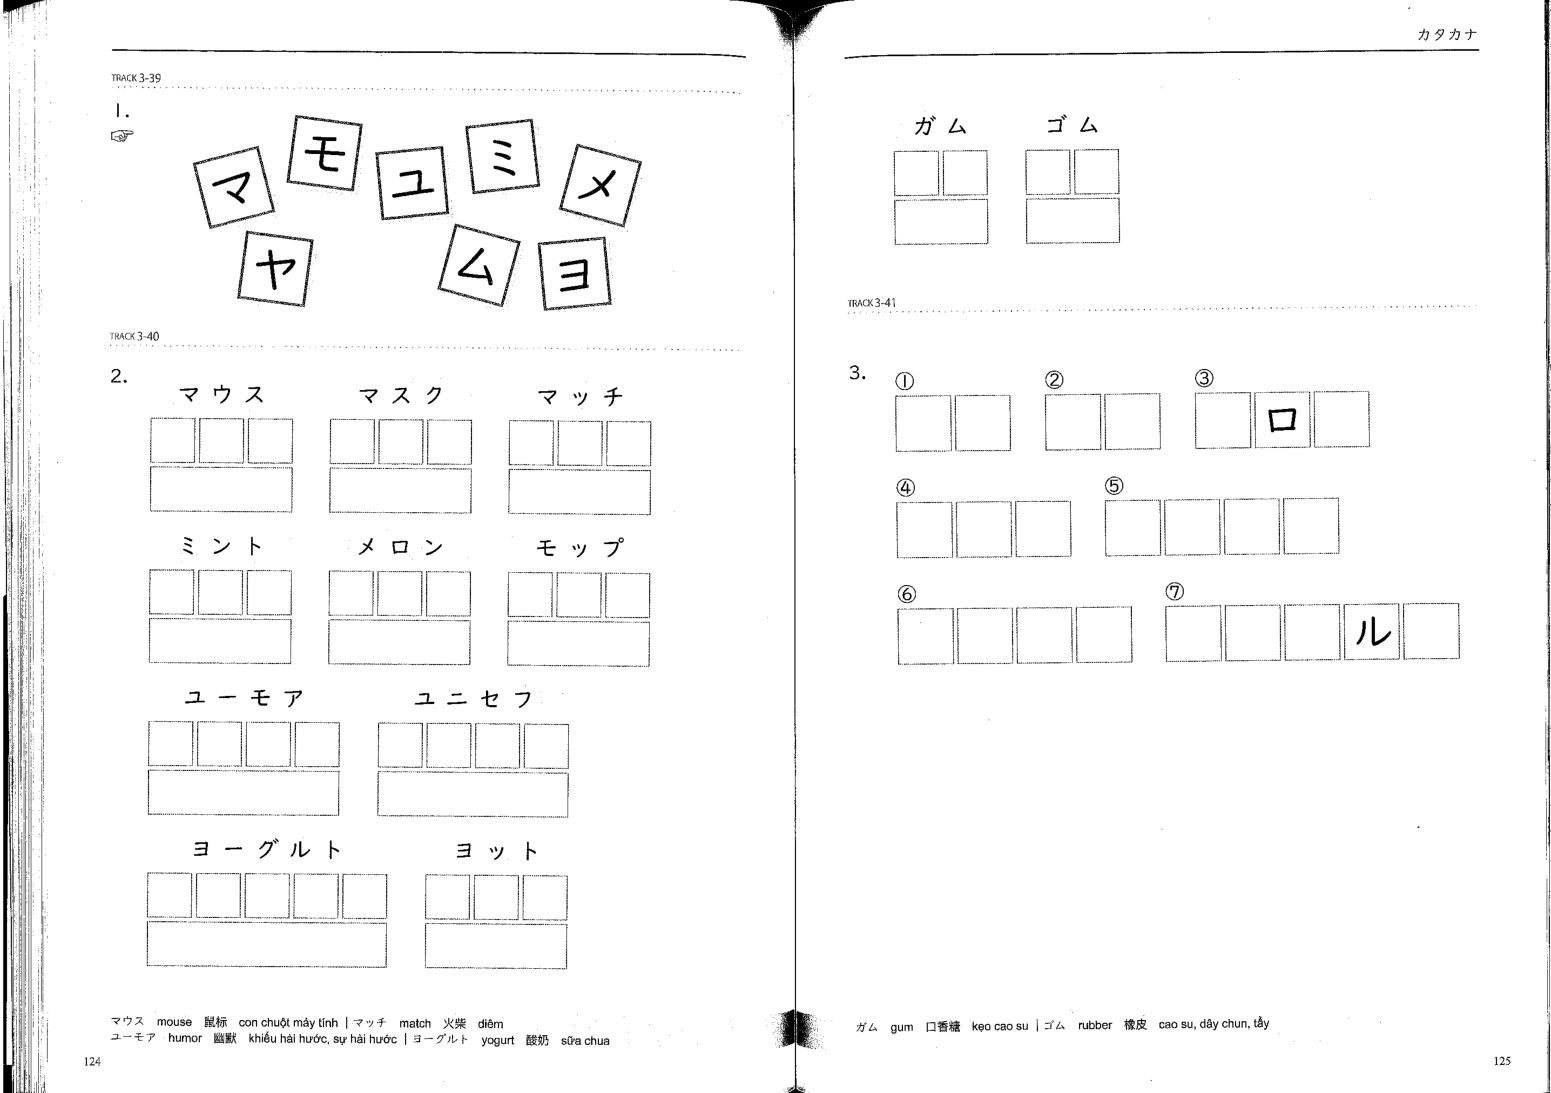 TRACK 3-39
1.
マ モ ユ ミ メ
ヤ ム ヨ
TRACK 3-40
2.
マウス マスク マッチ
ミント メロン モップ
ユーモア ユニセフ
ヨーグルト ヨット
マウス mouse 鼠标 con chuột máy tính | マッチ match 火柴 diêm
ユーモア humor 幽默 khiếu hài hước, sự hài hước | ヨーグルト yogurt 酸奶 sữa chua
124
カタカナ
ガム ゴム
TRACK 3-41
3.
① ② ③
ロ
④ ⑤
⑥ ⑦
ル
ガム gum 口香糖 kẹo cao su | ゴム rubber 橡皮 cao su, dây chun, tẩy
125